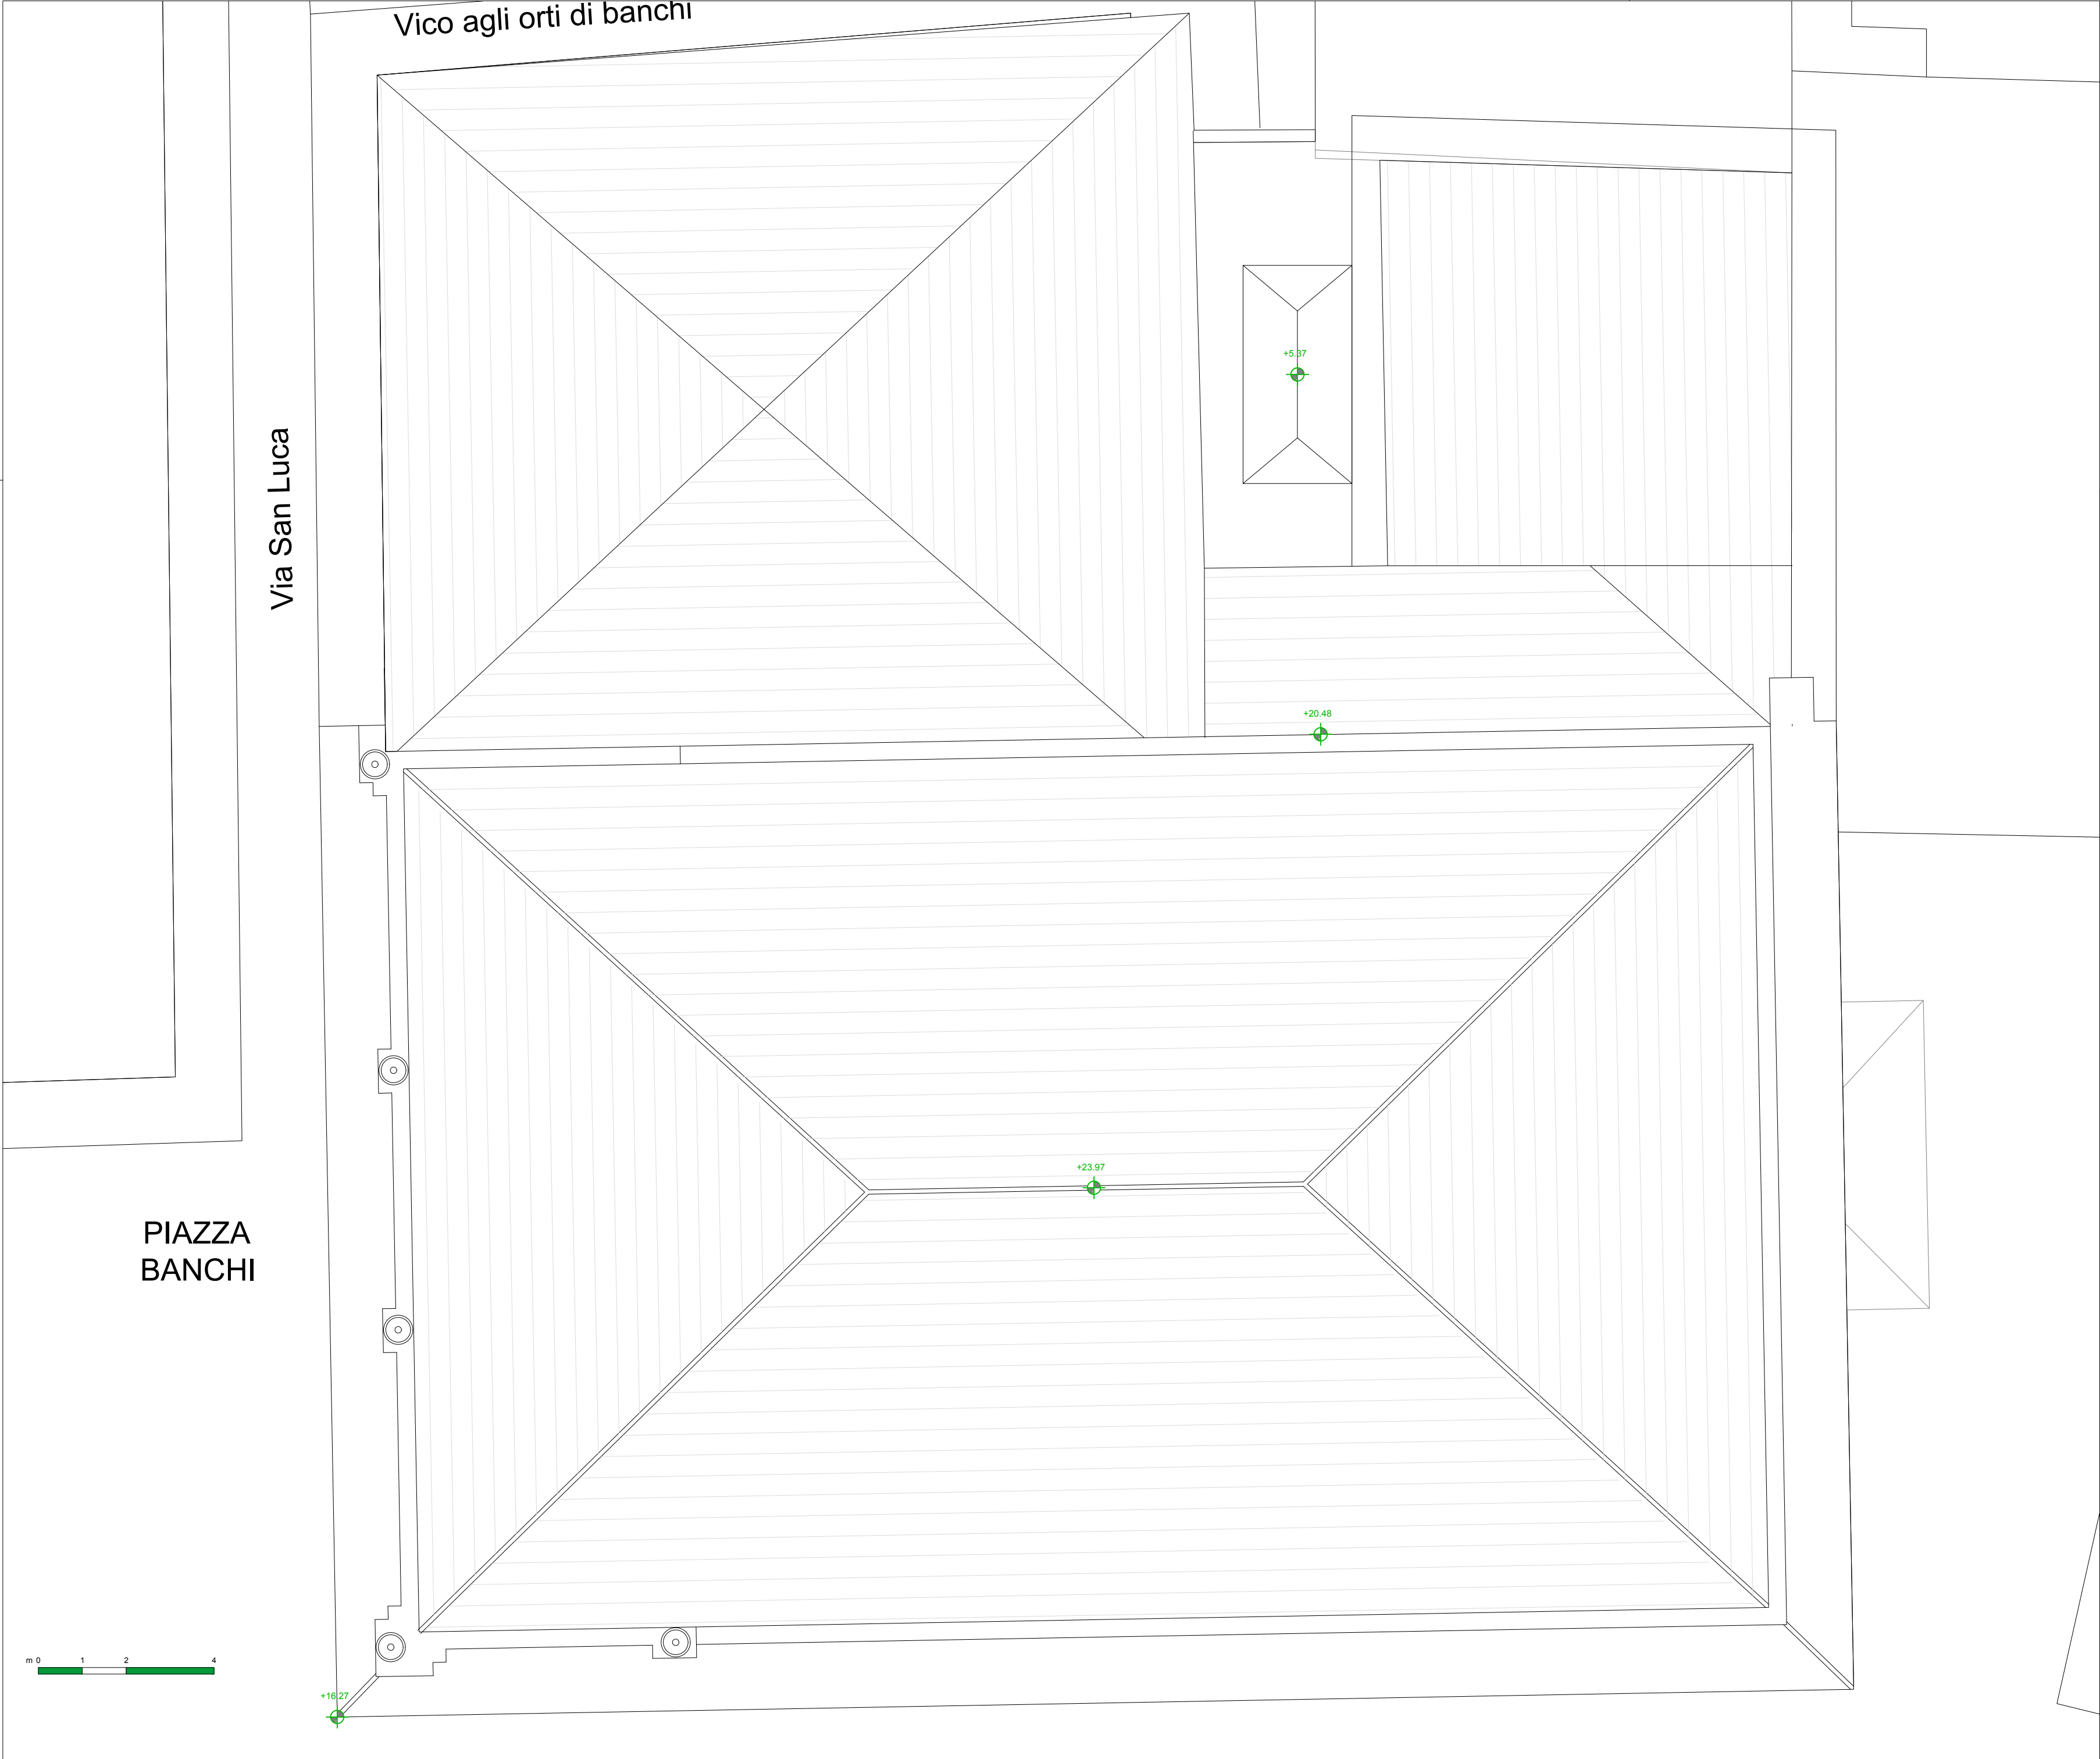 Vico agli orti di banchi
Via San Luca
+5.37
+20.48
+23.97
PIAZZA
BANCHI
m 0 1 2 4
+16.27